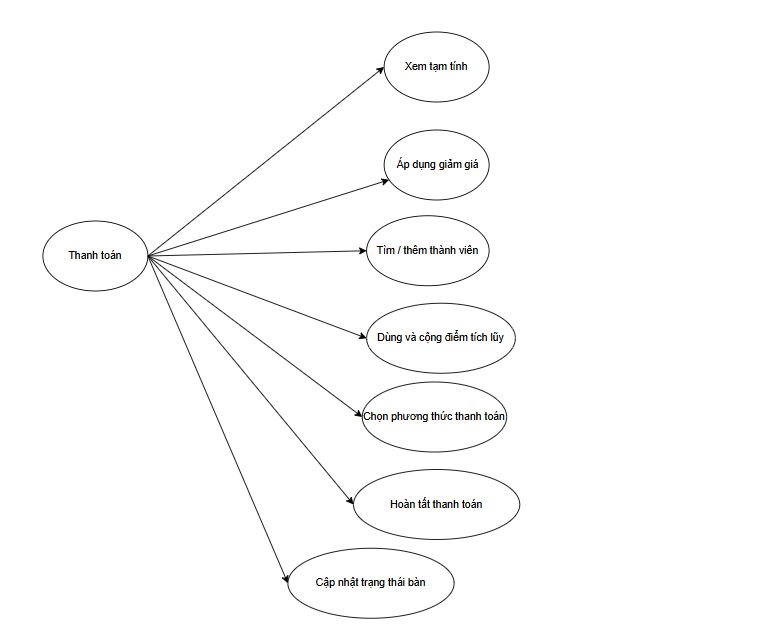 Xem tạm tính
Áp dụng giảm giá
Thanh toán
Tìm / thêm thành viên
Dùng và cộng điểm tích lũy
Chọn phương thức thanh toán
Hoàn tất thanh toán
Cập nhật trạng thái bàn